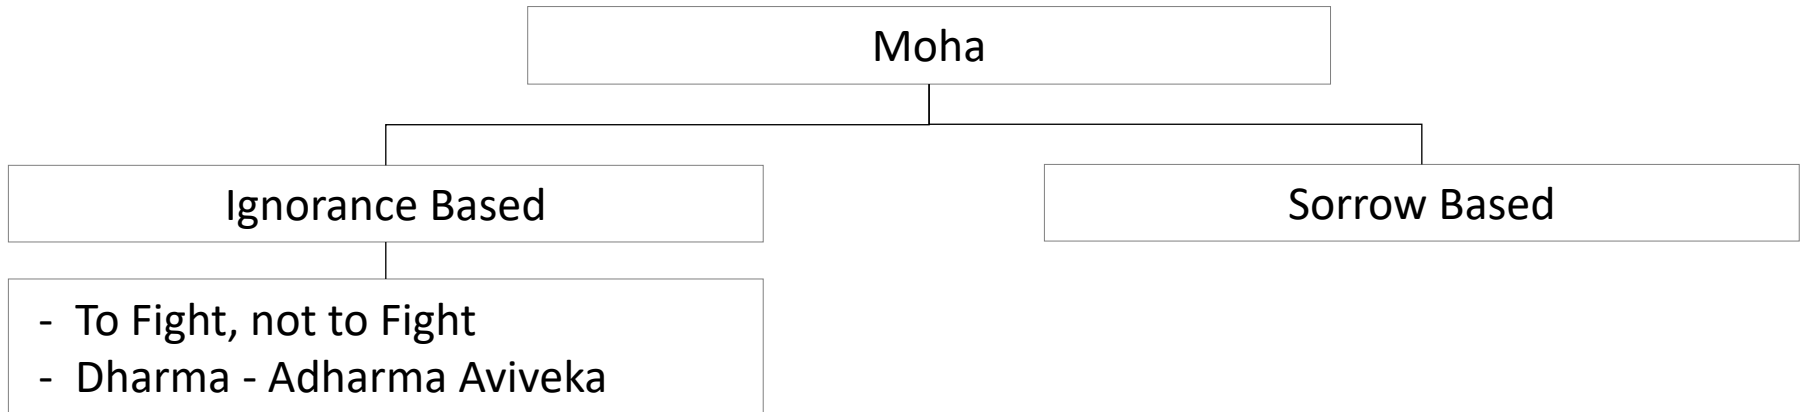 Moha
Ignorance Based
Sorrow Based
- To Fight, not to Fight
- Dharma - Adharma Aviveka